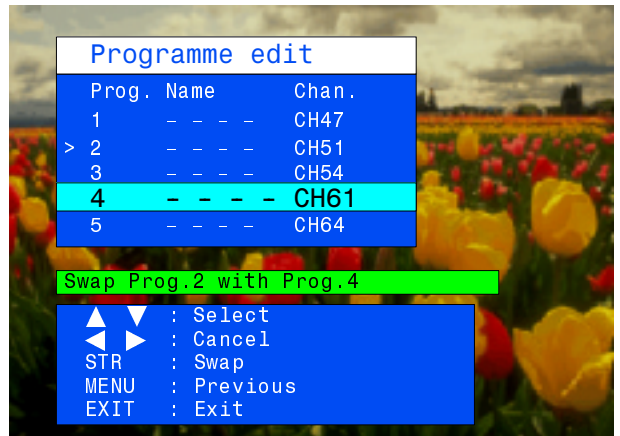 Programme edit
Prog. Name Chan.
1 – – – – CH47
> 2 – – – – CH51
3 – – – – CH54
4 – – – – CH61
5 – – – – CH64
Swap Prog.2 with Prog.4
▲ ▼ : Select
◀ ▶ : Cancel
STR : Swap
MENU : Previous
EXIT : Exit